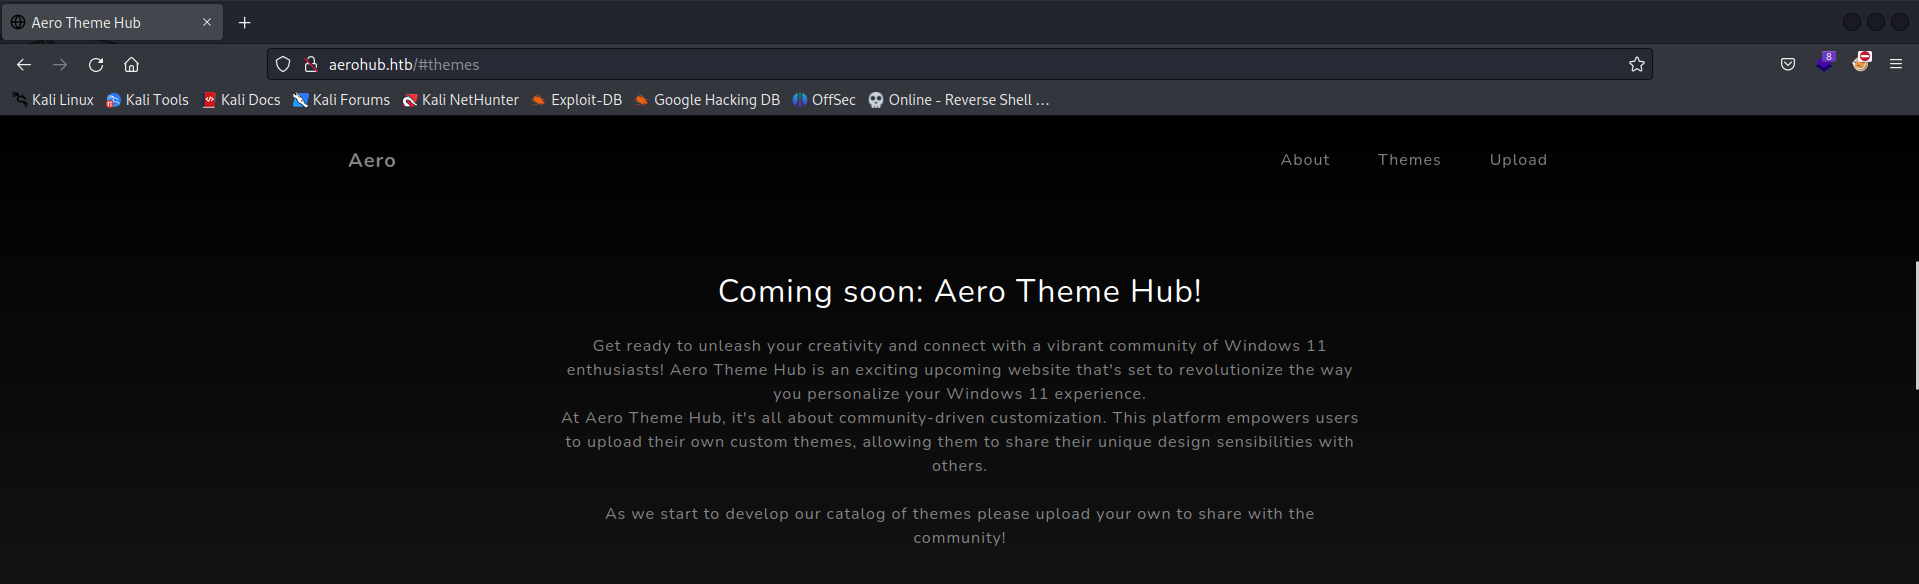 Aero Theme Hub
aerohub.htb/#themes
8
Kali Linux Kali Tools Kali Docs Kali Forums Kali NetHunter Exploit-DB Google Hacking DB OffSec Online - Reverse Shell …
Aero About Themes Upload
Coming soon: Aero Theme Hub!
Get ready to unleash your creativity and connect with a vibrant community of Windows 11
enthusiasts! Aero Theme Hub is an exciting upcoming website that's set to revolutionize the way
you personalize your Windows 11 experience.
At Aero Theme Hub, it's all about community-driven customization. This platform empowers users
to upload their own custom themes, allowing them to share their unique design sensibilities with
others.
As we start to develop our catalog of themes please upload your own to share with the
community!